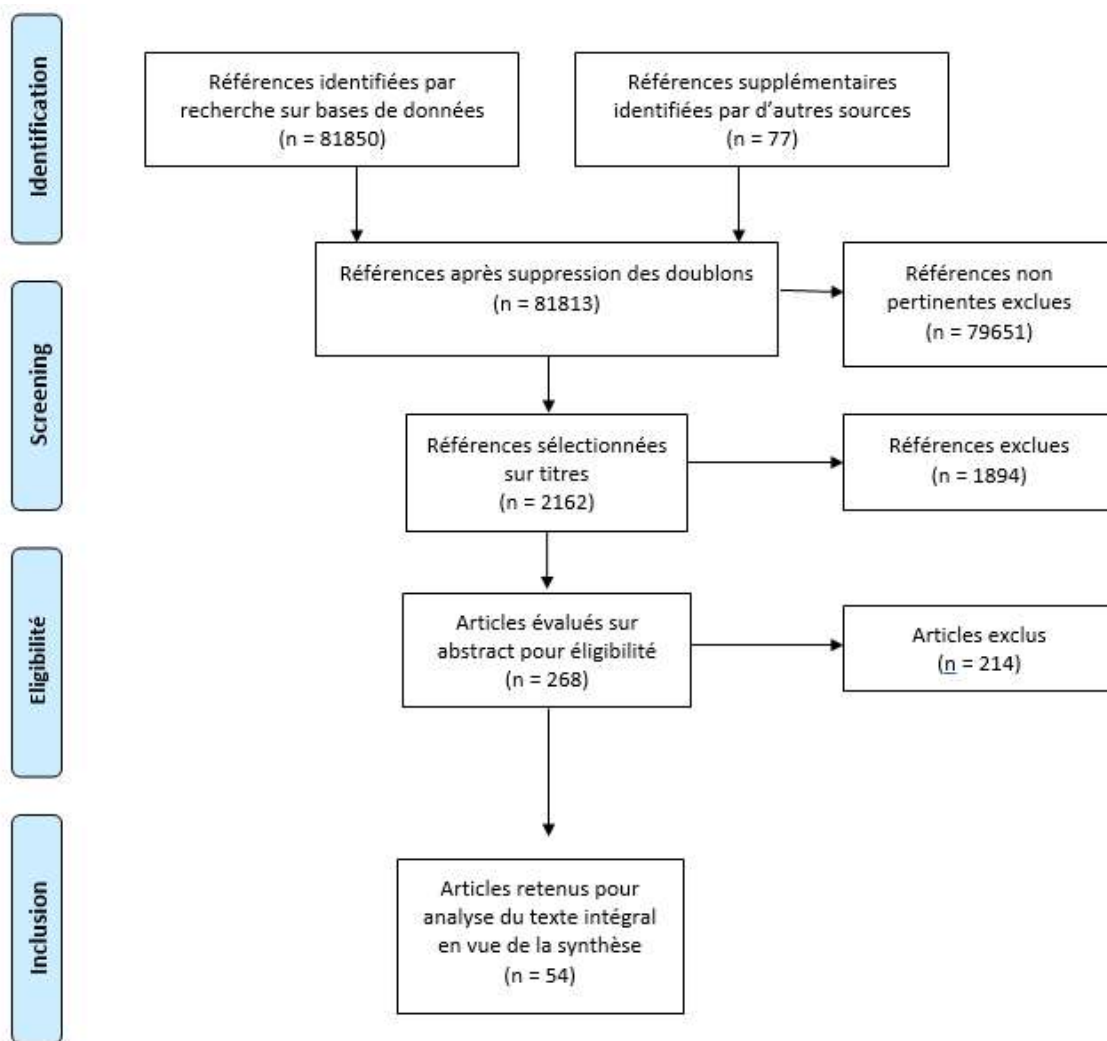 Identification
Références identifiées par
recherche sur bases de données
(n = 81850)
Références supplémentaires
identifiées par d’autres sources
(n = 77)
Références après suppression des doublons
(n = 81813)
Références non
pertinentes exclues
(n = 79651)
Screening
Références sélectionnées
sur titres
(n = 2162)
Références exclues
(n = 1894)
Eligibilité
Articles évalués sur
abstract pour éligibilité
(n = 268)
Articles exclus
(n = 214)
Inclusion
Articles retenus pour
analyse du texte intégral
en vue de la synthèse
(n = 54)